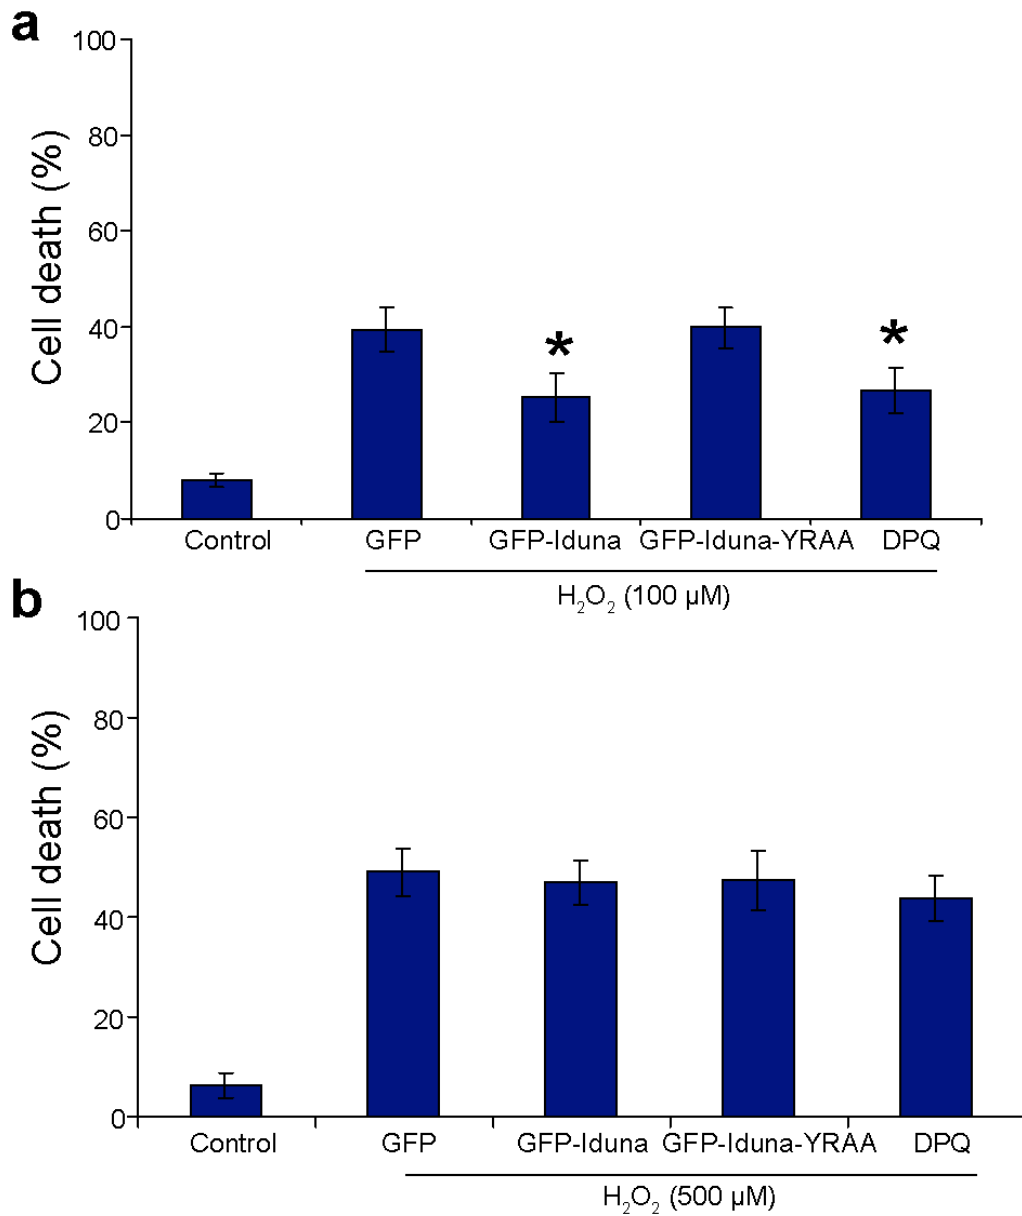 a
Cell death (%)
100
80
60
40
20
0
* *
Control GFP GFP-Iduna GFP-Iduna-YRAA DPQ
H₂O₂ (100 µM)
b
Cell death (%)
100
80
60
40
20
0
Control GFP GFP-Iduna GFP-Iduna-YRAA DPQ
H₂O₂ (500 µM)